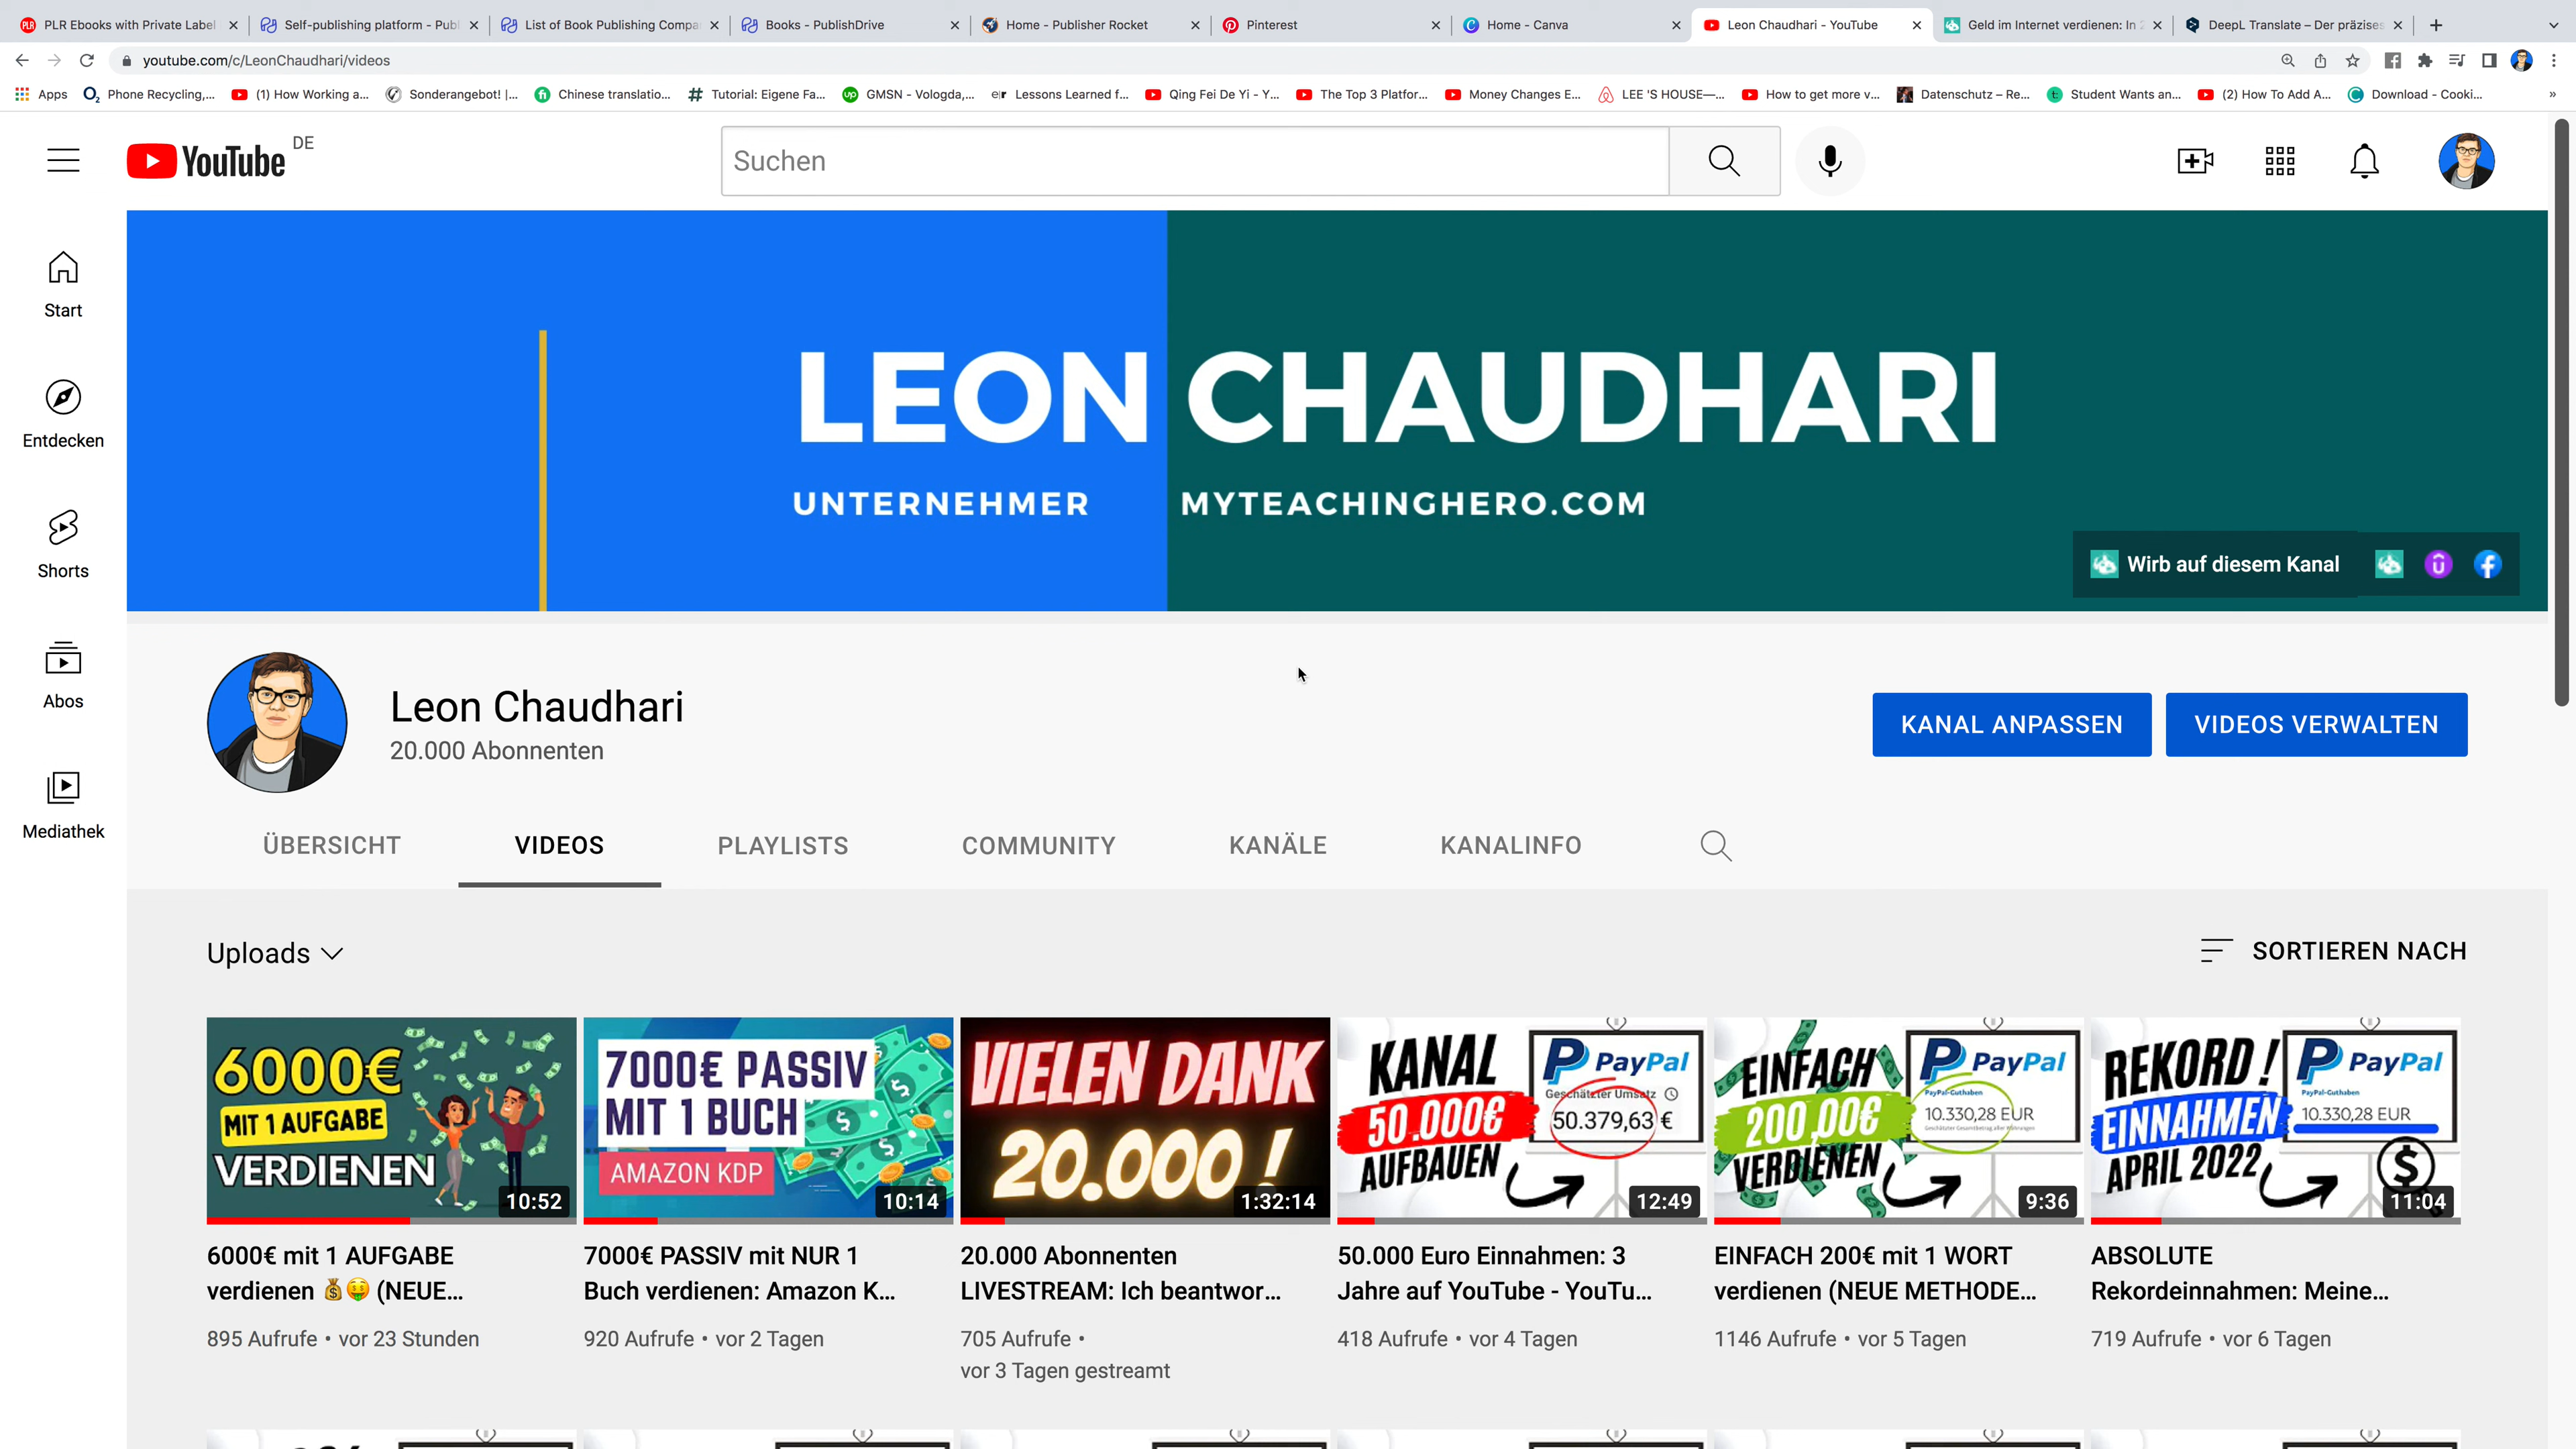 PLR Ebooks with Private Label
Self-publishing platform - Publ
List of Book Publishing Compa
Books - PublishDrive
Home - Publisher Rocket
Pinterest
Home - Canva
Leon Chaudhari - YouTube
Geld im Internet verdienen: In 2
DeepL Translate – Der präzises
youtube.com/c/LeonChaudhari/videos
Apps
Phone Recycling,...
(1) How Working a...
Sonderangebot! |...
Chinese translatio...
Tutorial: Eigene Fa...
GMSN - Vologda,...
Lessons Learned f...
Qing Fei De Yi - Y...
The Top 3 Platfor...
Money Changes E...
LEE 'S HOUSE—...
How to get more v...
Datenschutz – Re...
Student Wants an...
(2) How To Add A...
Download - Cooki...
YouTube DE
Suchen
Start
Entdecken
Shorts
Abos
Mediathek
LEON CHAUDHARI
UNTERNEHMER MYTEACHINGHERO.COM
Wirb auf diesem Kanal
Leon Chaudhari
20.000 Abonnenten
KANAL ANPASSEN
VIDEOS VERWALTEN
ÜBERSICHT VIDEOS PLAYLISTS COMMUNITY KANÄLE KANALINFO
Uploads
SORTIEREN NACH
6000€
MIT 1 AUFGABE
VERDIENEN
10:52
6000€ mit 1 AUFGABE
verdienen 💰🤑 (NEUE...
895 Aufrufe • vor 23 Stunden
7000€ PASSIV
MIT 1 BUCH
AMAZON KDP
10:14
7000€ PASSIV mit NUR 1
Buch verdienen: Amazon K...
920 Aufrufe • vor 2 Tagen
VIELEN DANK
20.000 !
1:32:14
20.000 Abonnenten
LIVESTREAM: Ich beantwor...
705 Aufrufe •
vor 3 Tagen gestreamt
KANAL
50.000€
AUFBAUEN
PayPal
Geschätzter Umsatz
50.379,63 €
12:49
50.000 Euro Einnahmen: 3
Jahre auf YouTube - YouTu...
418 Aufrufe • vor 4 Tagen
EINFACH
200,00€
VERDIENEN
PayPal
PayPal-Guthaben
10.330,28 EUR
9:36
EINFACH 200€ mit 1 WORT
verdienen (NEUE METHODE...
1146 Aufrufe • vor 5 Tagen
REKORD !
EINNAHMEN
APRIL 2022
PayPal
PayPal-Guthaben
10.330,28 EUR
11:04
ABSOLUTE
Rekordeinnahmen: Meine...
719 Aufrufe • vor 6 Tagen